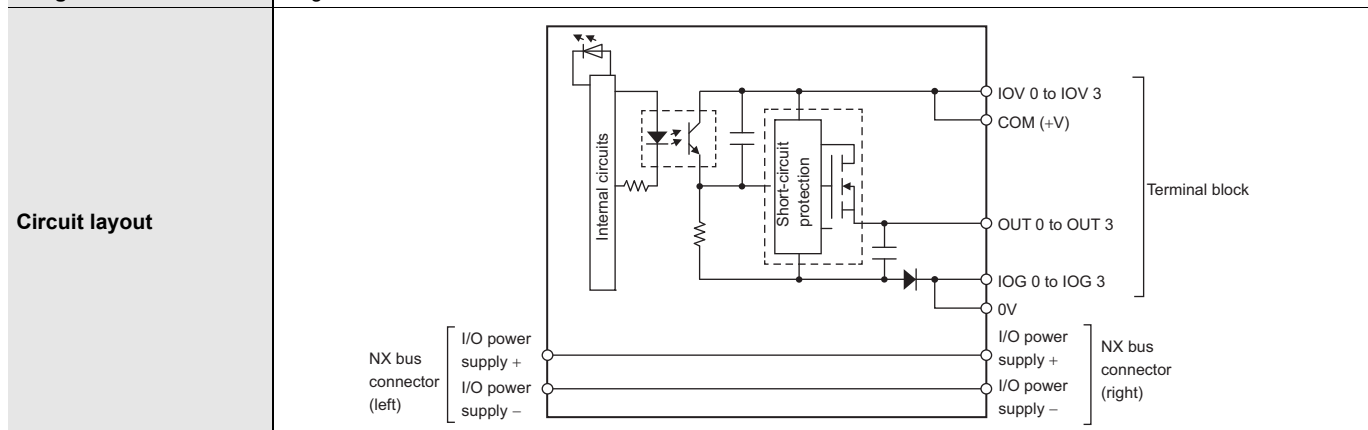 Circuit layout
Internal circuits
Short-circuit
protection
IOV 0 to IOV 3
COM (+V)
Terminal block
OUT 0 to OUT 3
IOG 0 to IOG 3
0V
NX bus
connector
(left)
I/O power
supply +
I/O power
supply −
I/O power
supply +
I/O power
supply −
NX bus
connector
(right)